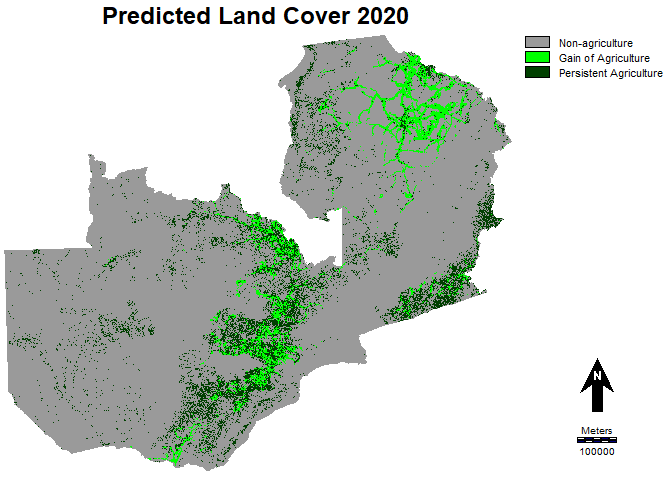 Predicted Land Cover 2020
Non-agriculture
Gain of Agriculture
Persistent Agriculture
N
Meters
100000